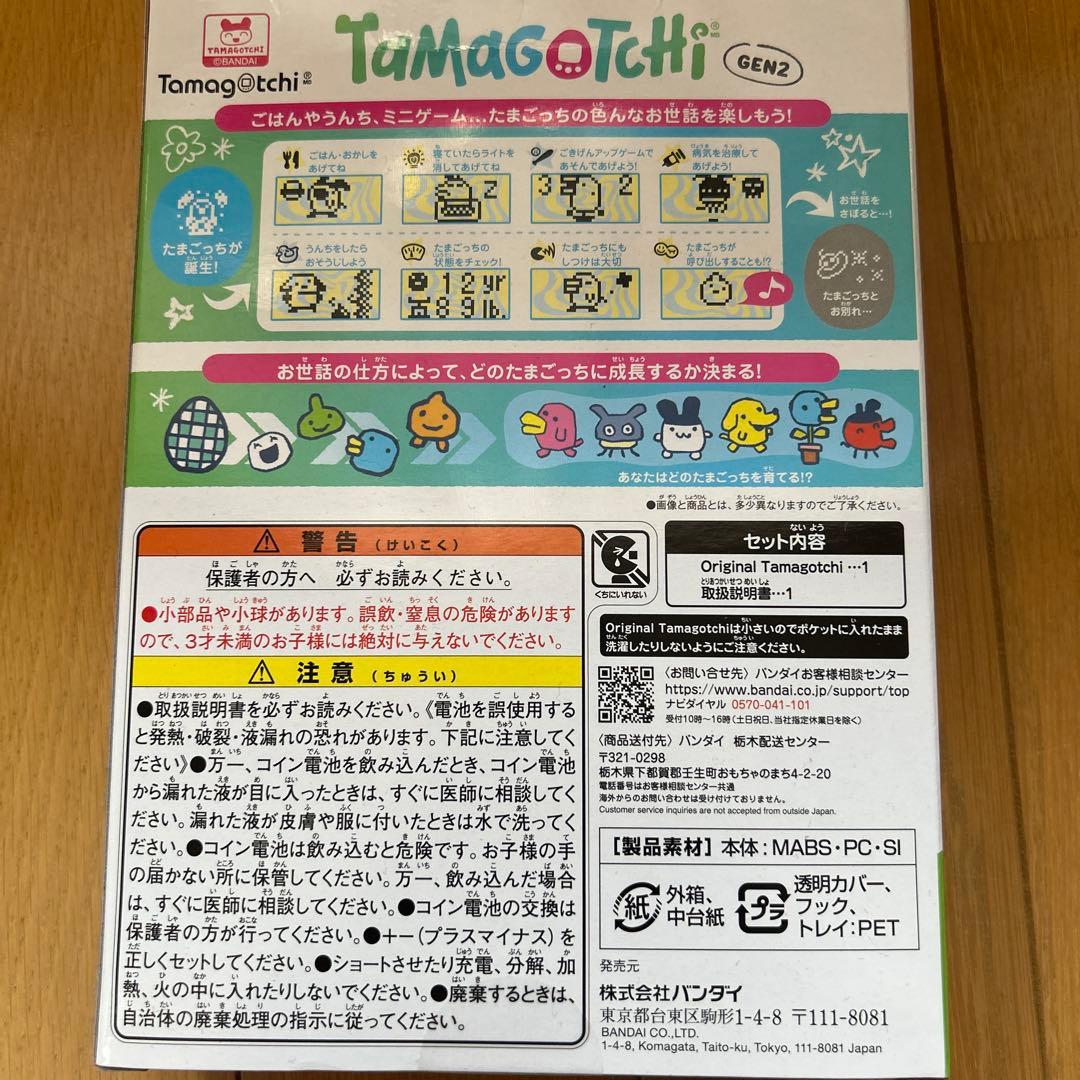 TAMAGOTCHI
©BANDAI
Tamagotchi®
MD
TaMaGoTCHi®
MD
GEN2
ごはんやうんち、ミニゲーム…たまごっちの色んなお世話を楽しもう！
ごはん・おかしを
あげてね
寝ていたらライトを
消してあげてね
ごきげんアップゲームで
あそんであげよう！
病気を治療して
あげよう！
3 2
たまごっちが
誕生！
お世話を
さぼると…！
うんちをしたら
おそうじしよう
たまごっちの
状態をチェック！
たまごっちにも
しつけは大切
たまごっちが
呼び出しすることも!?
12yr
89lb.
たまごっちと
お別れ…
お世話の仕方によって、どのたまごっちに成長するか決まる！
あなたはどのたまごっちを育てる!?
●画像と商品とは、多少異なりますのでご了承ください。
警告（けいこく）
保護者の方へ 必ずお読みください。
●小部品や小球があります。誤飲・窒息の危険があります
ので、3才未満のお子様には絶対に与えないでください。
注意（ちゅうい）
●取扱説明書を必ずお読みください。《電池を誤使用する
と発熱・破裂・液漏れの恐れがあります。下記に注意してく
ださい》●万一、コイン電池を飲み込んだとき、コイン電池
から漏れた液が目に入ったときは、すぐに医師に相談してく
ださい。漏れた液が皮膚や服に付いたときは水で洗ってくだ
さい。●コイン電池は飲み込むと危険です。お子様の手
の届かない所に保管してください。万一、飲み込んだ場合
は、すぐに医師に相談してください。●コイン電池の交換は
保護者の方が行ってください。●＋−(プラスマイナス)を
正しくセットしてください。●ショートさせたり充電、分解、加
熱、火の中に入れたりしないでください。●廃棄するときは、
自治体の廃棄処理の指示に従ってください。
くちにいれない
セット内容
Original Tamagotchi …1
取扱説明書…1
Original Tamagotchiは小さいのでポケットに入れたまま
洗濯したりしないようにご注意ください。
〈お問い合せ先〉バンダイお客様相談センター
https://www.bandai.co.jp/support/top
ナビダイヤル 0570-041-101
受付10時〜16時(土日祝日、当社指定休業日を除く)
〈商品送付先〉バンダイ 栃木配送センター
〒321-0298
栃木県下都賀郡壬生町おもちゃのまち4-2-20
電話番号はお客様相談センター共通
海外からのお問い合わせは受け付けておりません。
Customer service inquiries are not accepted from outside Japan.
【製品素材】本体：MABS・PC・SI
紙
外箱、
中台紙
プラ
透明カバー、
フック、
トレイ：PET
発売元
株式会社バンダイ
東京都台東区駒形1-4-8 〒111-8081
BANDAI CO.,LTD.
1-4-8, Komagata, Taito-ku, Tokyo, 111-8081 Japan